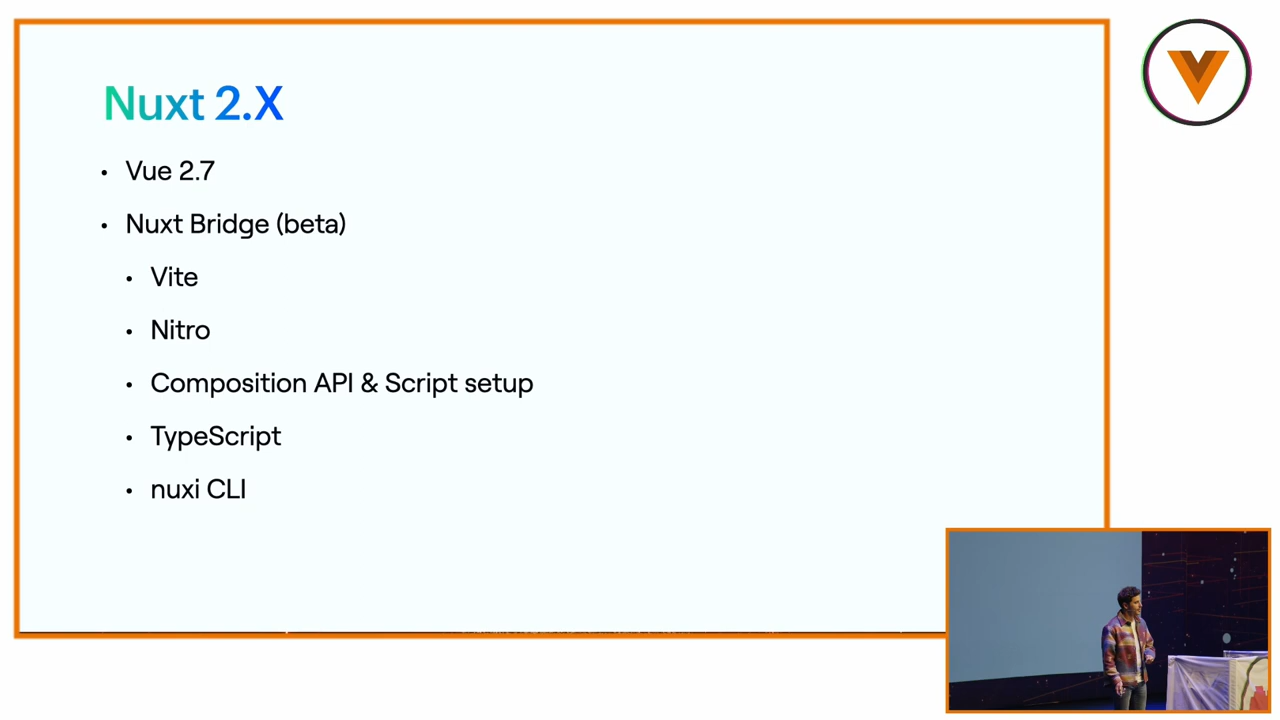 Nuxt 2.X
• Vue 2.7
• Nuxt Bridge (beta)
• Vite
• Nitro
• Composition API & Script setup
• TypeScript
• nuxi CLI